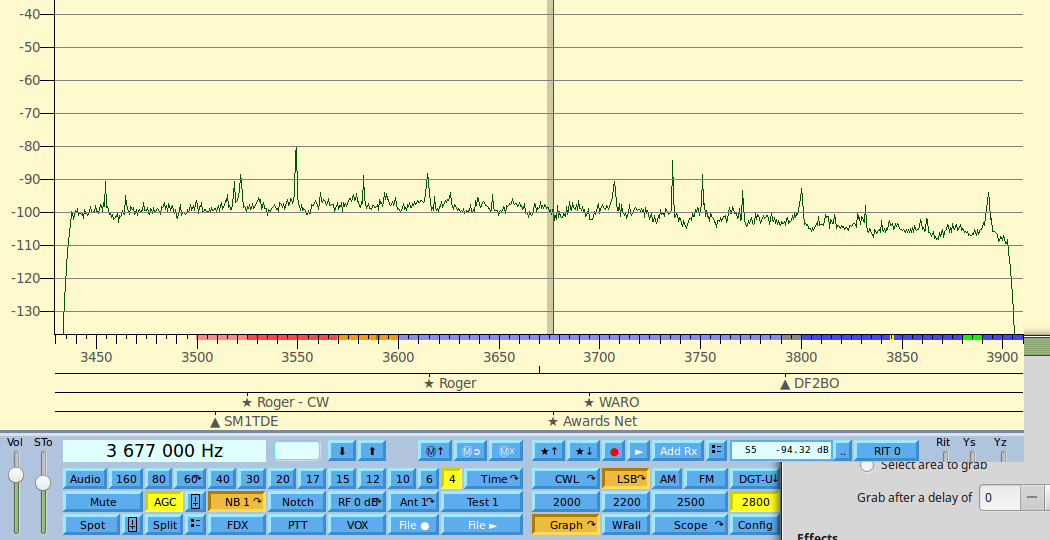 -40
-50
-60
-70
-80
-90
-100
-110
-120
-130
3450 3500 3550 3600 3650 3700 3750 3800 3850 3900
★ Roger ▲ DF2BO
★ Roger - CW ★ WARO
▲ SM1TDE ★ Awards Net
Vol STo 3 677 000 Hz ⬇ ⬆ Ⓜ↑ Ⓜ➲ Ⓜx ★↑ ★↓ ● ► Add Rx S5 -94.32 dB .. RIT 0 Rit Ys Yz
Audio 160 80 60↷ 40 30 20 17 15 12 10 6 4 Time↷ CWL↷ LSB↷ AM FM DGT-U
Select area to grab
Mute AGC NB 1↷ Notch RF 0 dB Ant 1↷ Test 1 2000 2200 2500 2800
Grab after a delay of 0 −
Spot Split FDX PTT VOX File ● File ► Graph↷ WFall Scope↷ Config
Effects